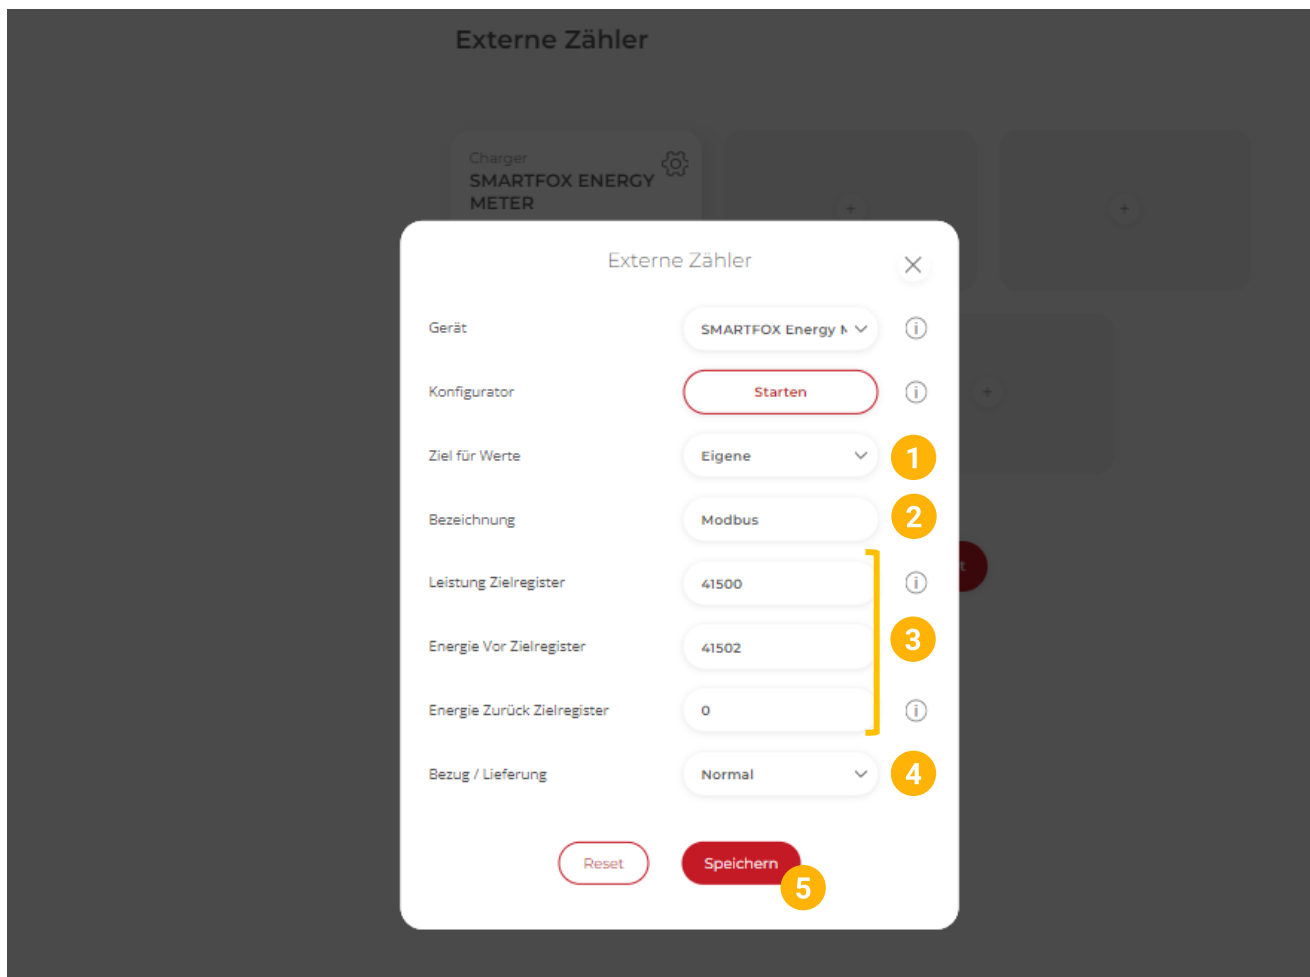 Externe Zähler
Charger
SMARTFOX ENERGY
METER
+
+
Externe Zähler
Gerät
SMARTFOX Energy
Konfigurator
Starten
+
Ziel für Werte
Eigene
1
Bezeichnung
Modbus
2
Leistung Zielregister
41500
t
Energie Vor Zielregister
41502
3
Energie Zurück Zielregister
0
Bezug / Lieferung
Normal
4
Reset
Speichern
5